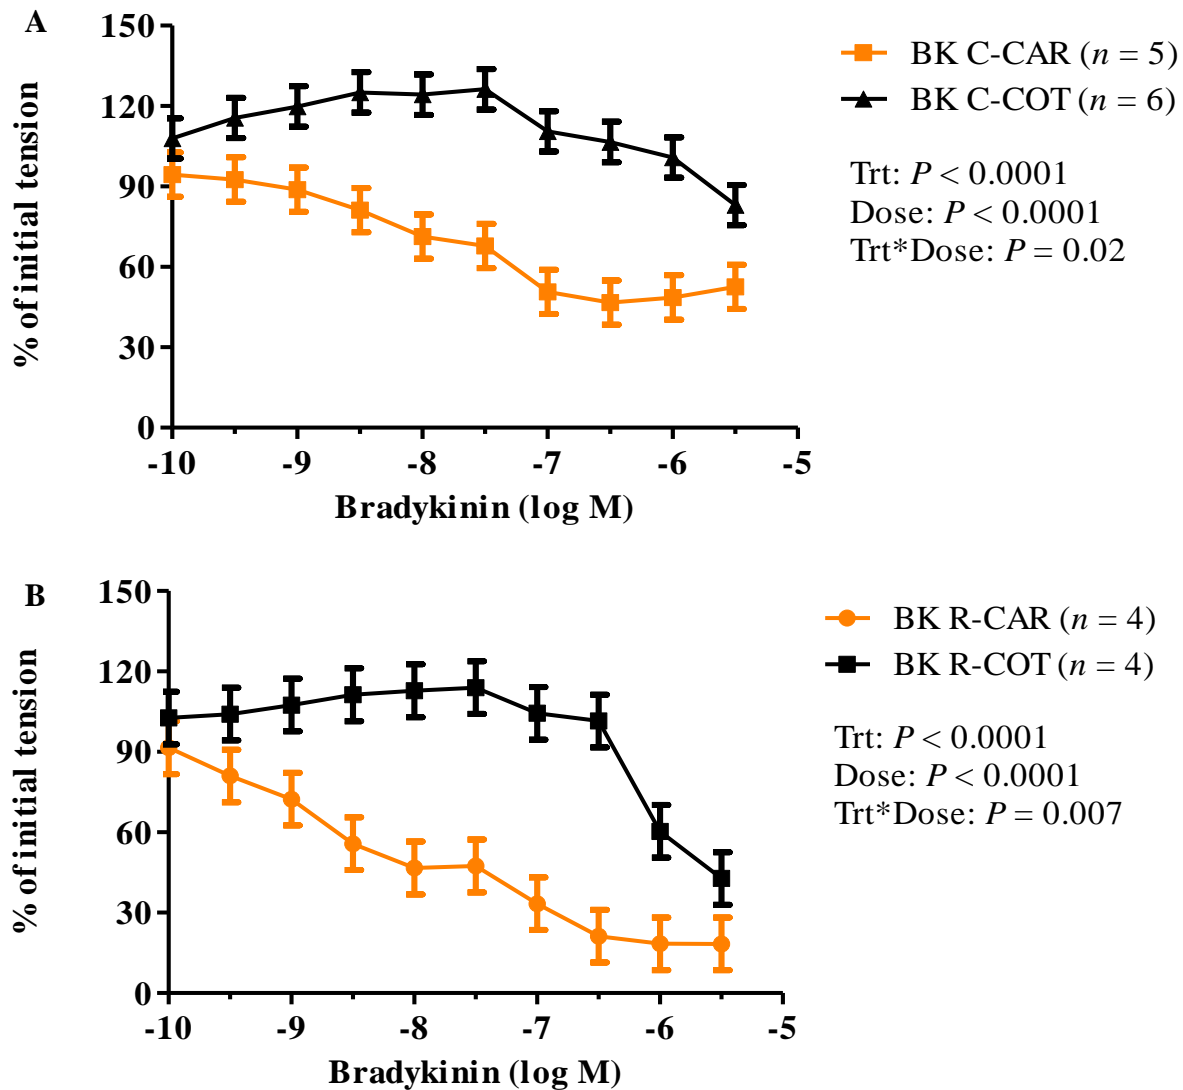 A
150
120
90
60
30
0
% of initial tension
-10 -9 -8 -7 -6 -5
Bradykinin (log M)
BK C-CAR (n = 5)
BK C-COT (n = 6)
Trt: P < 0.0001
Dose: P < 0.0001
Trt*Dose: P = 0.02
B
150
120
90
60
30
0
% of initial tension
-10 -9 -8 -7 -6 -5
Bradykinin (log M)
BK R-CAR (n = 4)
BK R-COT (n = 4)
Trt: P < 0.0001
Dose: P < 0.0001
Trt*Dose: P = 0.007